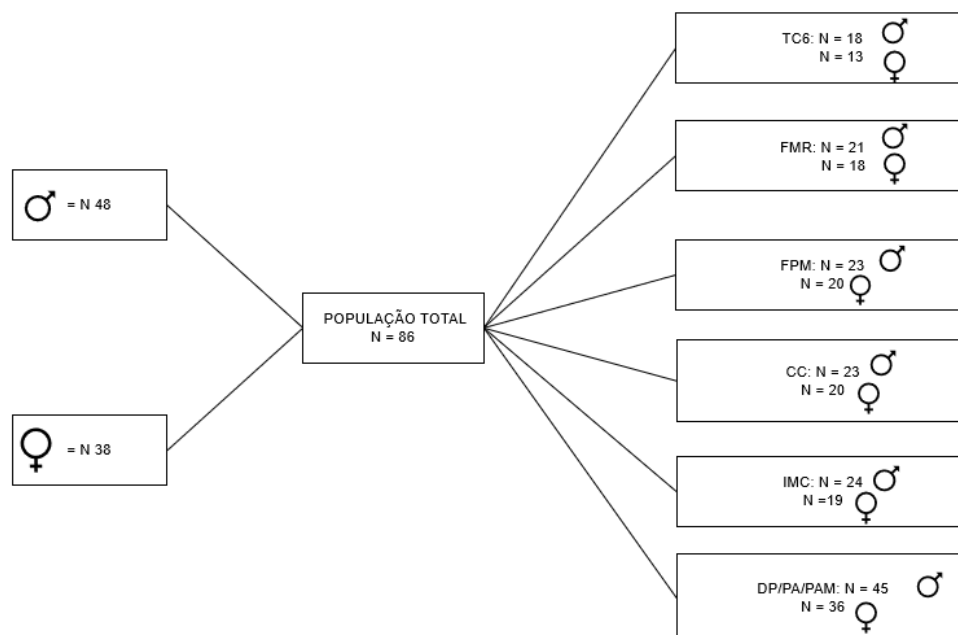 ♂ = N 48
♀ = N 38
POPULAÇÃO TOTAL
N = 86
TC6: N = 18 ♂
N = 13 ♀
FMR: N = 21 ♂
N = 18 ♀
FPM: N = 23 ♂
N = 20 ♀
CC: N = 23 ♂
N = 20 ♀
IMC: N = 24 ♂
N =19 ♀
DP/PA/PAM: N = 45 ♂
N = 36 ♀